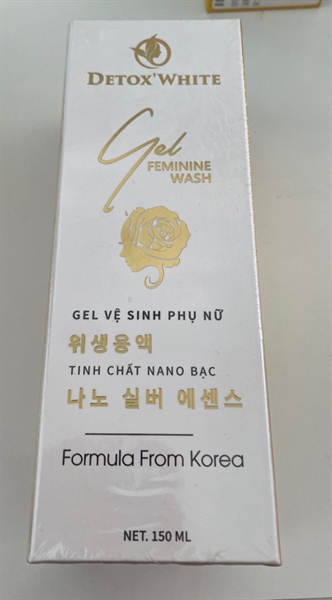 DETOX'WHITE
Gel
FEMININE
WASH
GEL VỆ SINH PHỤ NỮ
위생용액
TINH CHẤT NANO BẠC
나노 실버 에센스
Formula From Korea
NET. 150 ML